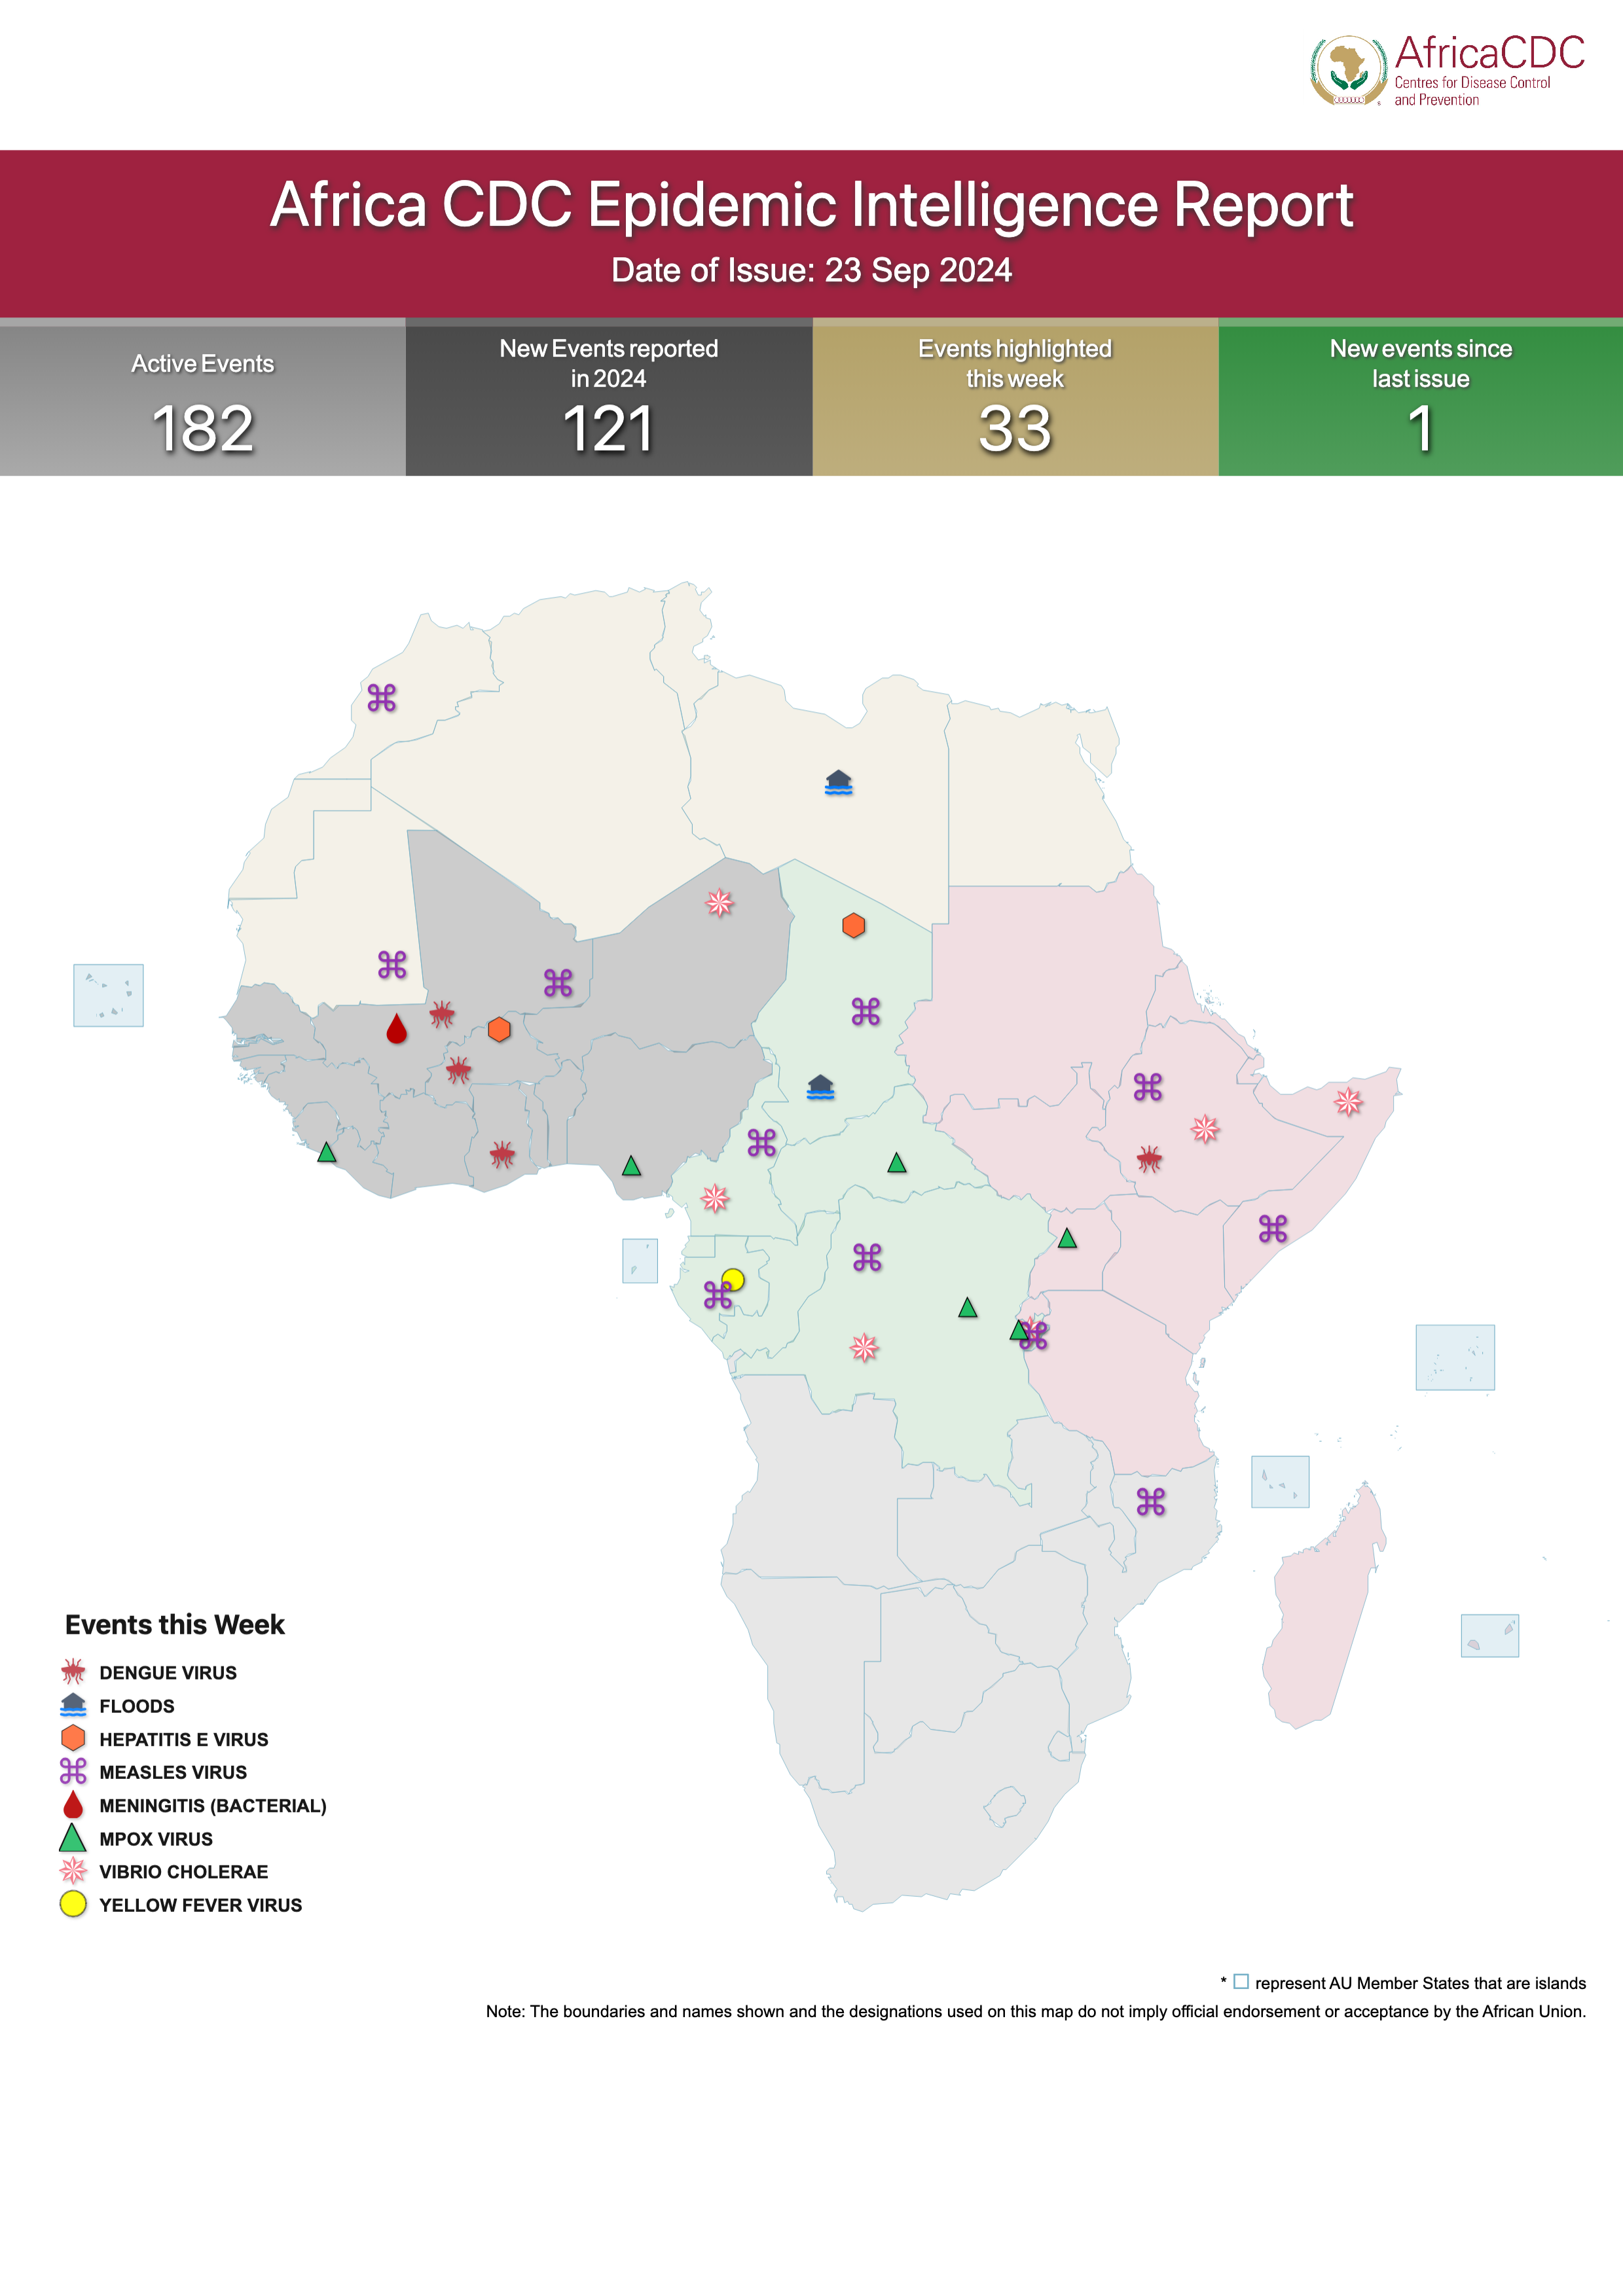 AfricaCDC
Centres for Disease Control
and Prevention
Africa CDC Epidemic Intelligence Report
Date of Issue: 23 Sep 2024
Active Events
182
New Events reported
in 2024
121
Events highlighted
this week
33
New events since
last issue
1
Events this Week
DENGUE VIRUS
FLOODS
HEPATITIS E VIRUS
MEASLES VIRUS
MENINGITIS (BACTERIAL)
MPOX VIRUS
VIBRIO CHOLERAE
YELLOW FEVER VIRUS
* represent AU Member States that are islands
Note: The boundaries and names shown and the designations used on this map do not imply official endorsement or acceptance by the African Union.